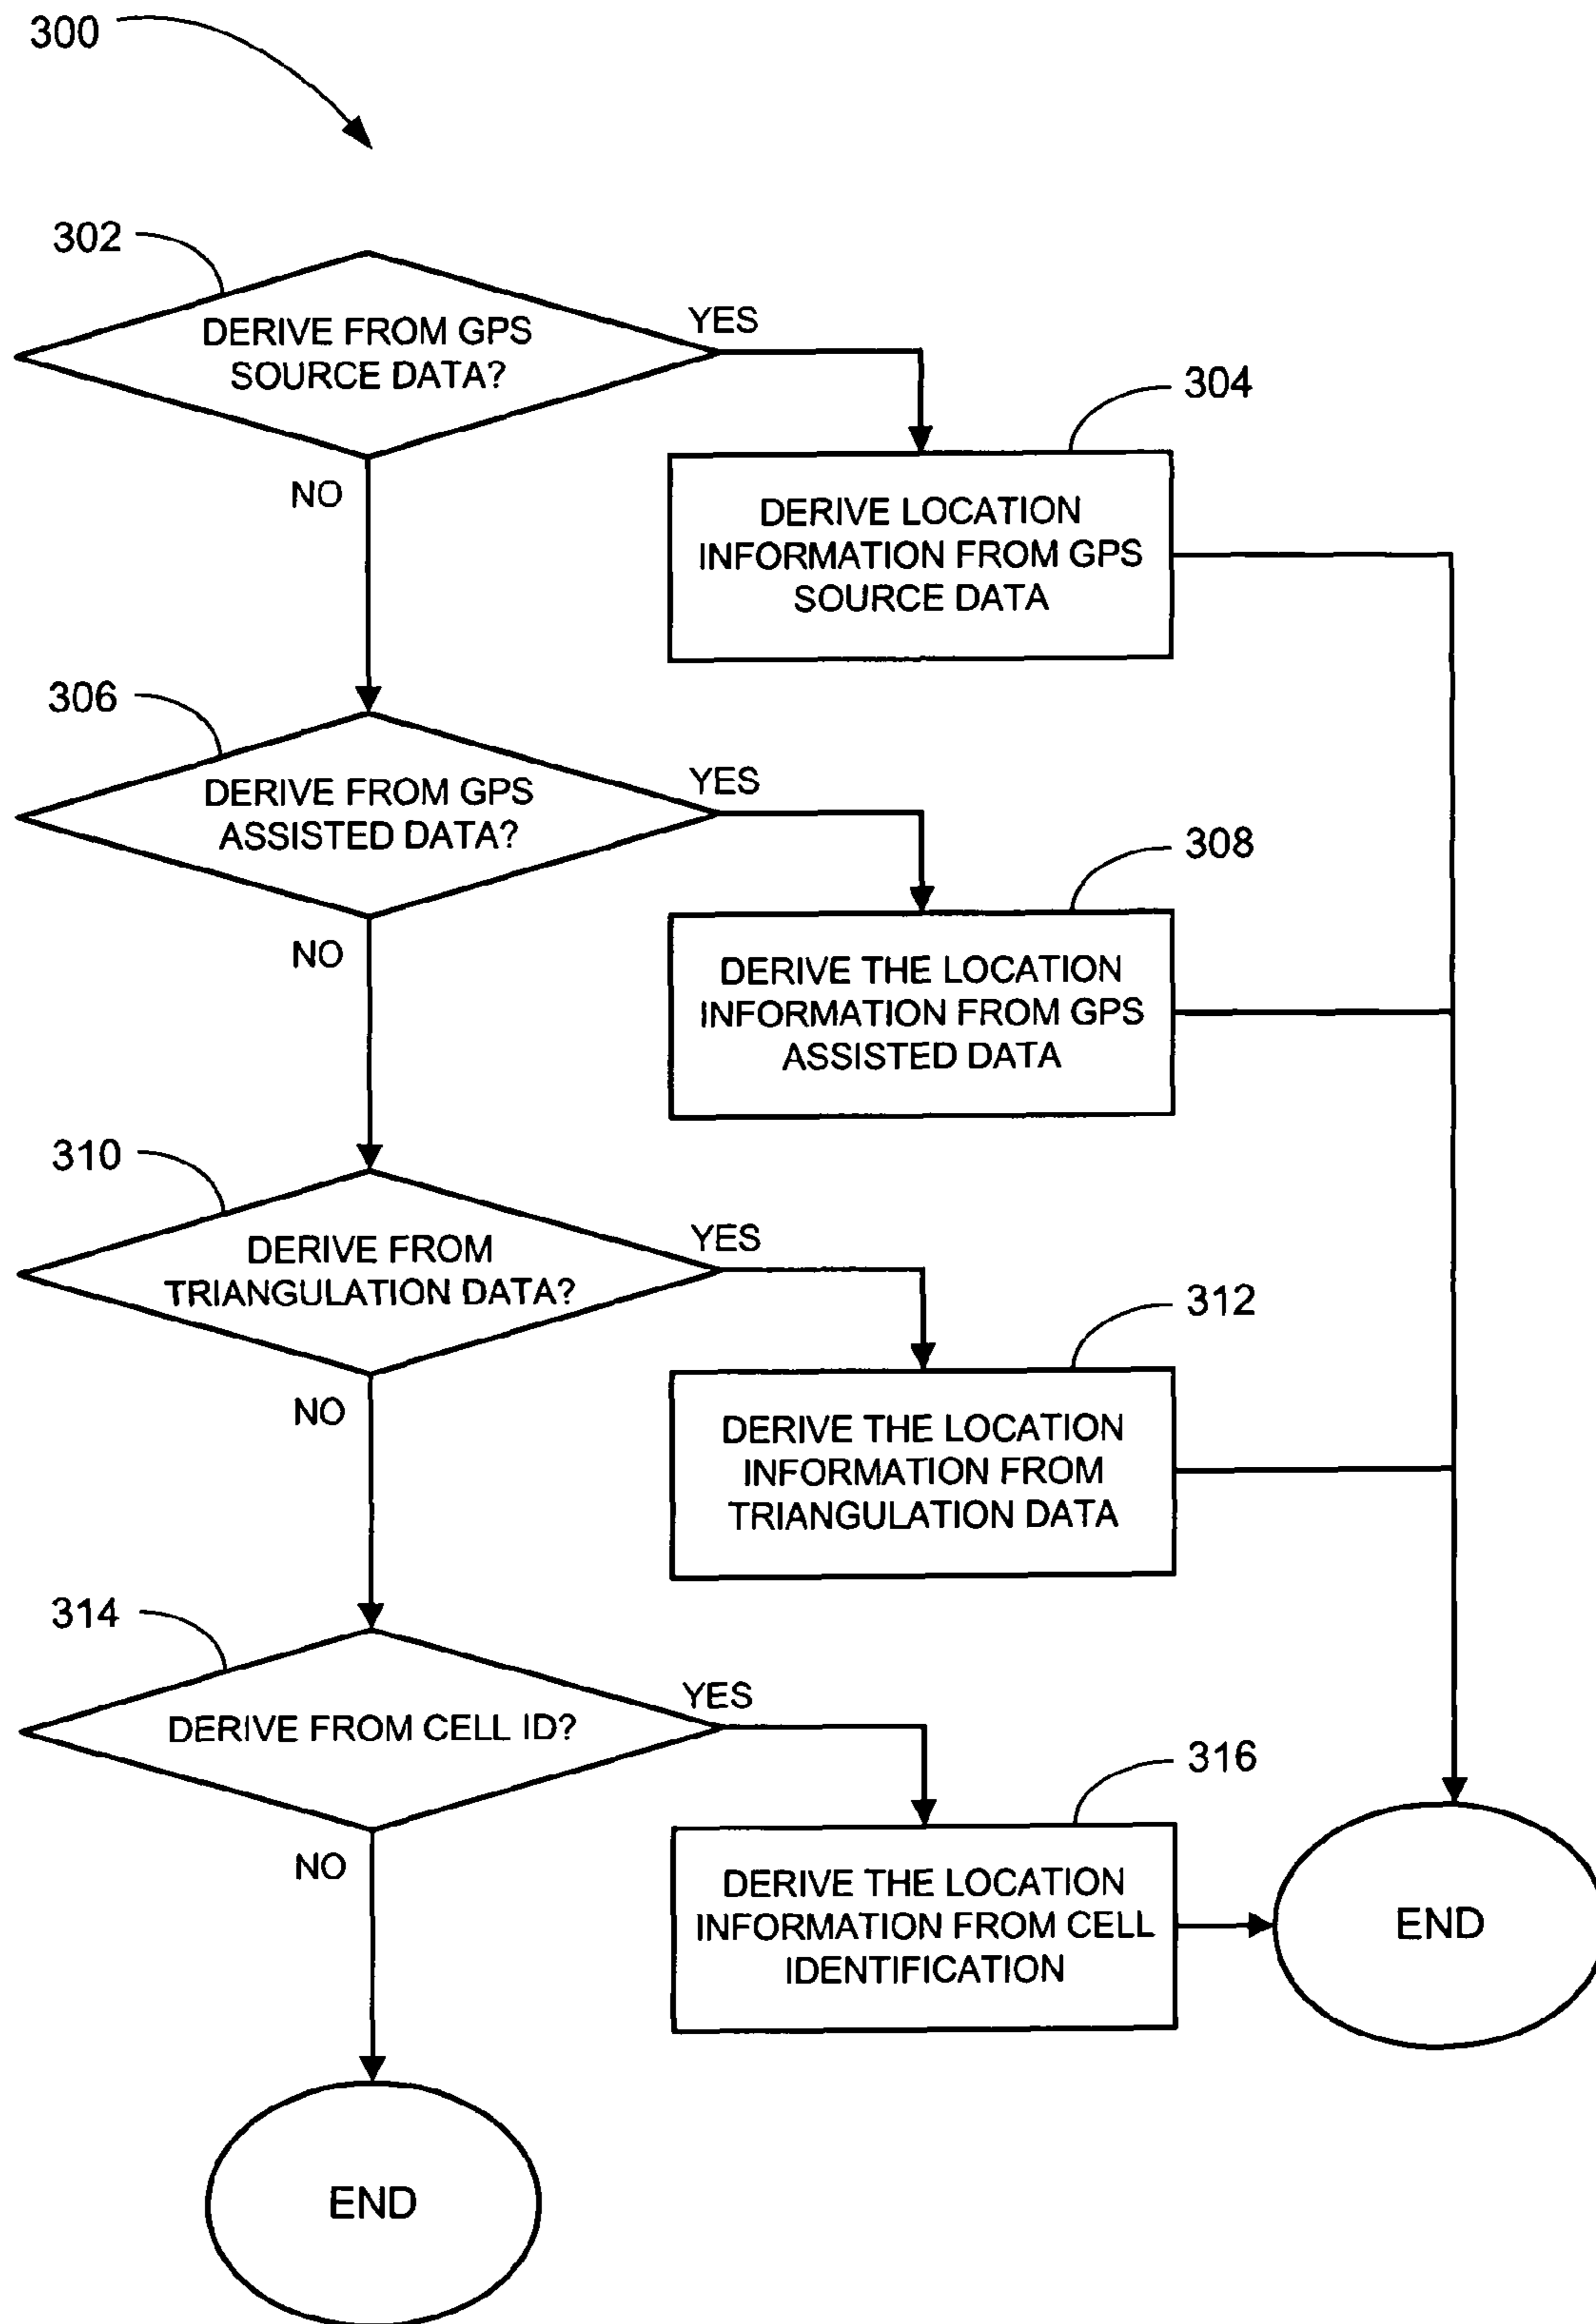 300
302
DERIVE FROM GPS
SOURCE DATA?
YES
NO
304
DERIVE LOCATION
INFORMATION FROM GPS
SOURCE DATA
306
DERIVE FROM GPS
ASSISTED DATA?
YES
NO
308
DERIVE THE LOCATION
INFORMATION FROM GPS
ASSISTED DATA
310
DERIVE FROM
TRIANGULATION DATA?
YES
NO
312
DERIVE THE LOCATION
INFORMATION FROM
TRIANGULATION DATA
314
DERIVE FROM CELL ID?
YES
NO
316
DERIVE THE LOCATION
INFORMATION FROM CELL
IDENTIFICATION
END
END